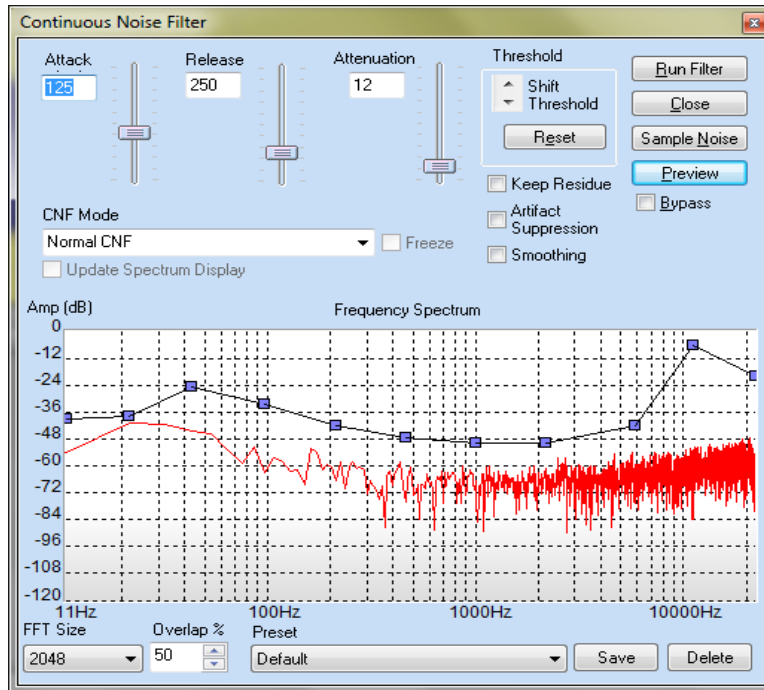 Continuous Noise Filter
Attack
125
Release
250
Attenuation
12
Threshold
Shift
Threshold
Reset
Run Filter
Close
Sample Noise
Preview
Bypass
Keep Residue
Artifact
Suppression
Smoothing
CNF Mode
Normal CNF
Freeze
Update Spectrum Display
Amp (dB)
Frequency Spectrum
0
-12
-24
-36
-48
-60
-72
-84
-96
-108
-120
11Hz 100Hz 1000Hz 10000Hz
FFT Size
2048
Overlap %
50
Preset
Default
Save
Delete